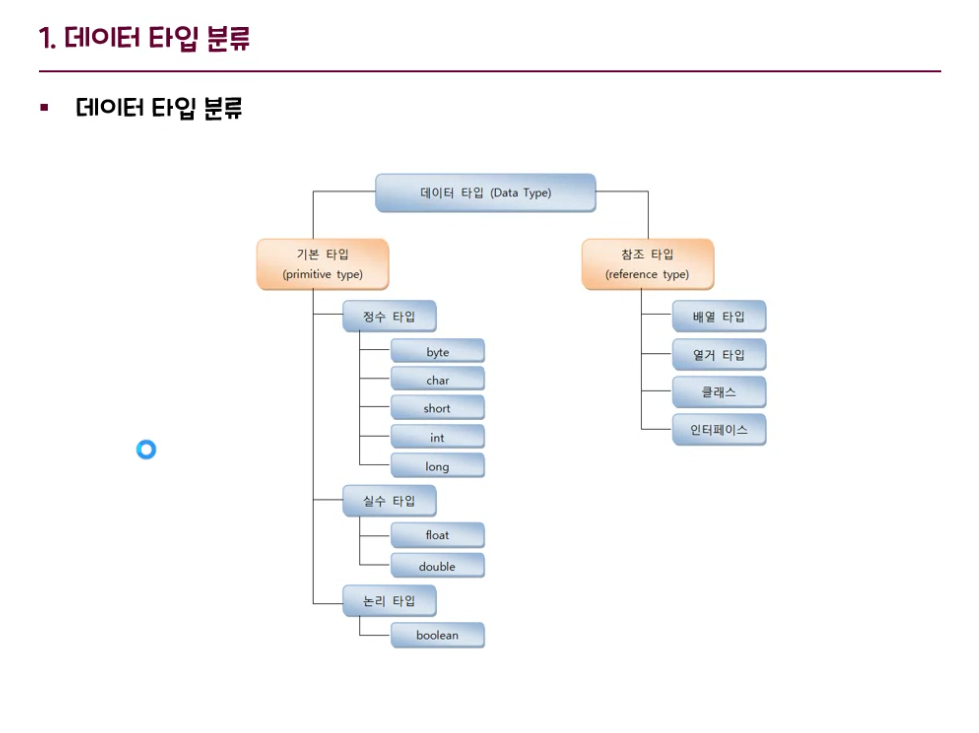 1. 데이터 타입 분류
데이터 타입 분류
데이터 타입 (Data Type)
기본 타입
(primitive type)
정수 타입
byte
char
short
int
long
실수 타입
float
double
논리 타입
boolean
참조 타입
(reference type)
배열 타입
열거 타입
클래스
인터페이스